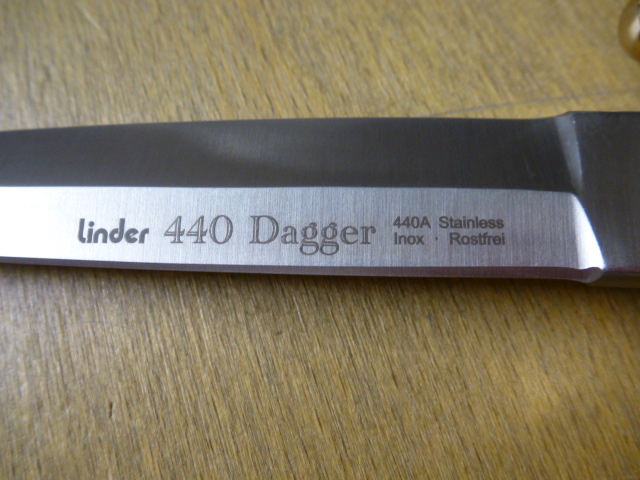 Linder 440 Dagger 440A Stainless
Inox · Rostfrei